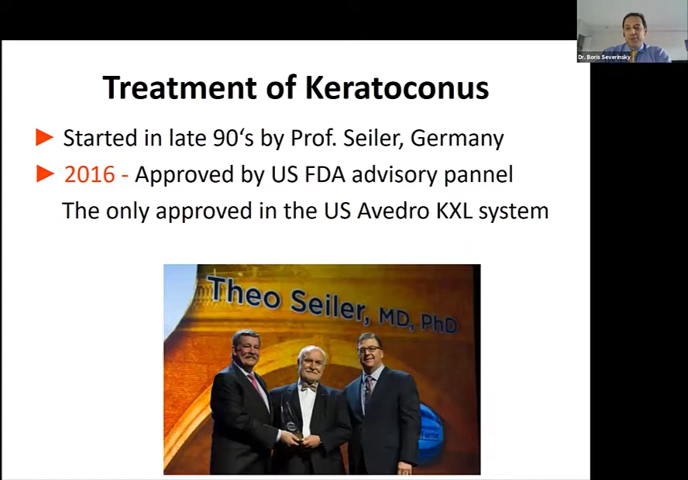 Dr. Boris Severinsky
Treatment of Keratoconus
► Started in late 90‘s by Prof. Seiler, Germany
► 2016 - Approved by US FDA advisory pannel
The only approved in the US Avedro KXL system
Theo Seiler, MD, PhD